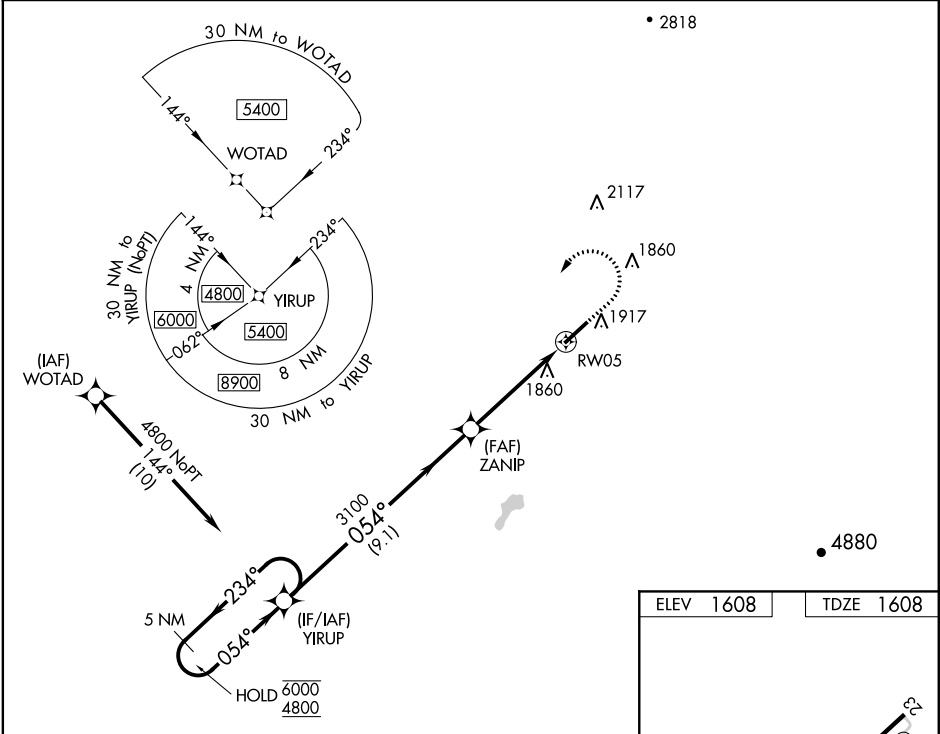 2818
30 NM to WOTAD
5400
144°
234°
WOTAD
2117
1860
144°
234°
30 NM to
YIRUP (NoPT)
4 NM
4800
YIRUP
6000
5400
062°
8 NM
8900
30 NM to YIRUP
1917
RW05
1860
(IAF)
WOTAD
4800 NoPT
144°
(10)
(FAF)
ZANIP
3100
054°
(9.1)
4880
234°
5 NM
054°
(IF/IAF)
YIRUP
HOLD 6000
4800
ELEV 1608
TDZE 1608
23